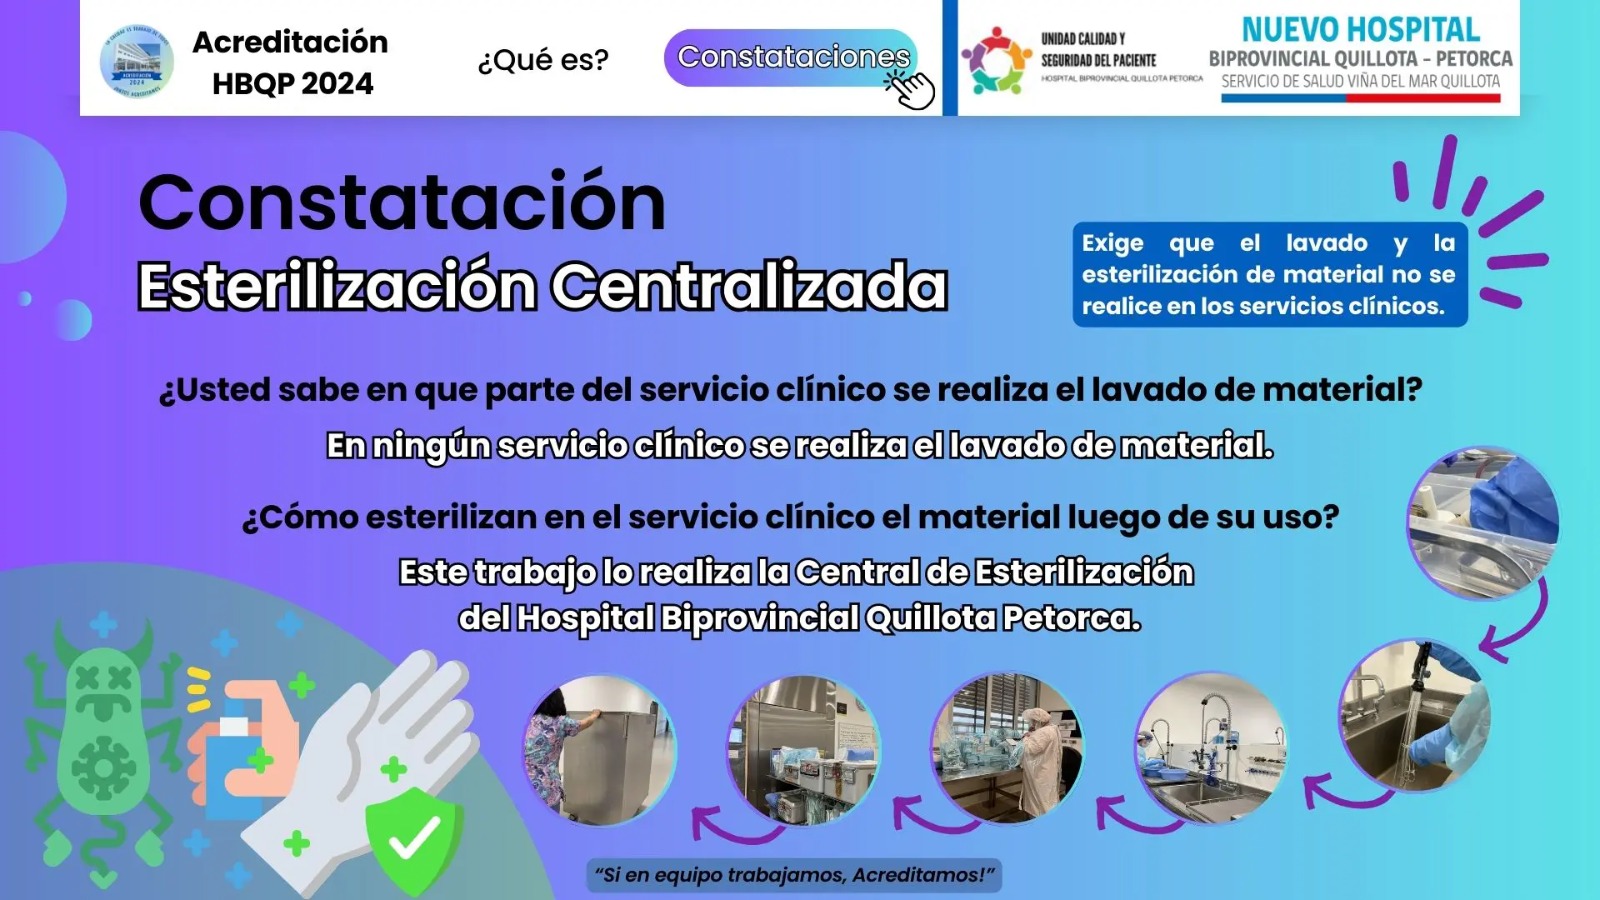 Acreditación
HBQP 2024
¿Qué es?
Constataciones
UNIDAD CALIDAD Y
SEGURIDAD DEL PACIENTE
HOSPITAL BIPROVINCIAL QUILLOTA PETORCA
NUEVO HOSPITAL
BIPROVINCIAL QUILLOTA - PETORCA
SERVICIO DE SALUD VIÑA DEL MAR QUILLOTA
Constatación
Esterilización Centralizada
Exige que el lavado y la
esterilización de material no se
realice en los servicios clínicos.
¿Usted sabe en que parte del servicio clínico se realiza el lavado de material?
En ningún servicio clínico se realiza el lavado de material.
¿Cómo esterilizan en el servicio clínico el material luego de su uso?
Este trabajo lo realiza la Central de Esterilización
del Hospital Biprovincial Quillota Petorca.
“Si en equipo trabajamos, Acreditamos!”